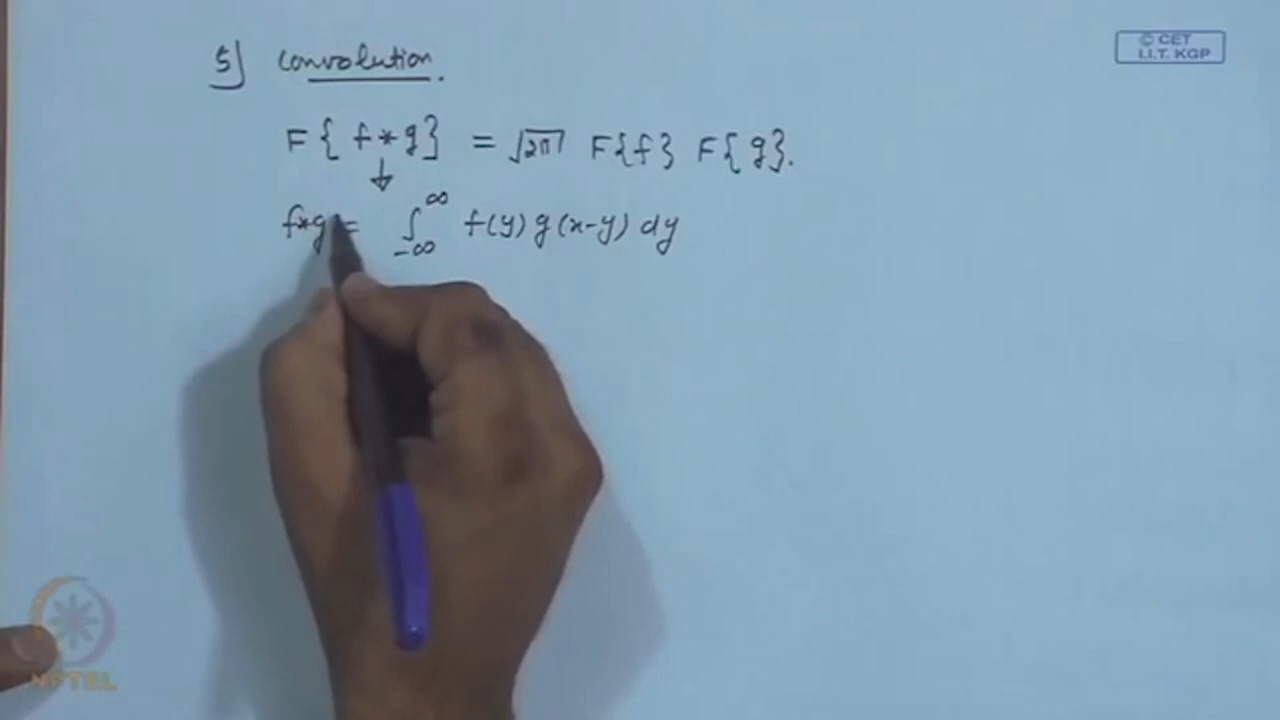 © CET
I.I.T. KGP
5] Convolution.
F{ f*g} = √2π F{f} F{g}.
↓
f*g = ∫_{-∞}^{∞} f(y) g(x-y) dy
NPTEL